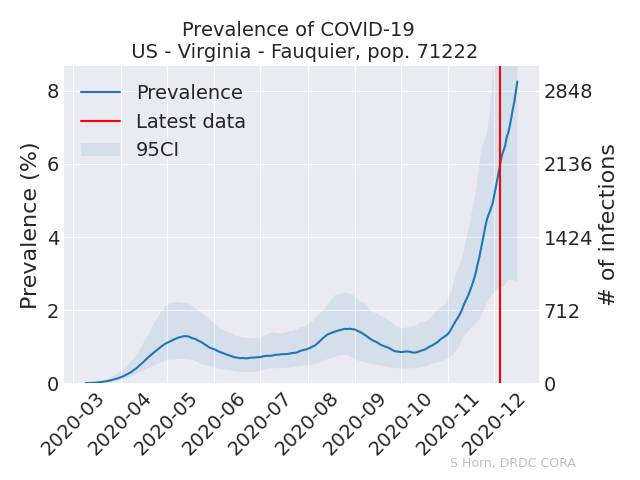 Prevalence of COVID-19
US - Virginia - Fauquier, pop. 71222
Prevalence
Latest data
95CI
Prevalence (%)
8
6
4
2
0
2848
2136
1424
712
0
# of infections
2020-03
2020-04
2020-05
2020-06
2020-07
2020-08
2020-09
2020-10
2020-11
2020-12
S Horn, DRDC CORA